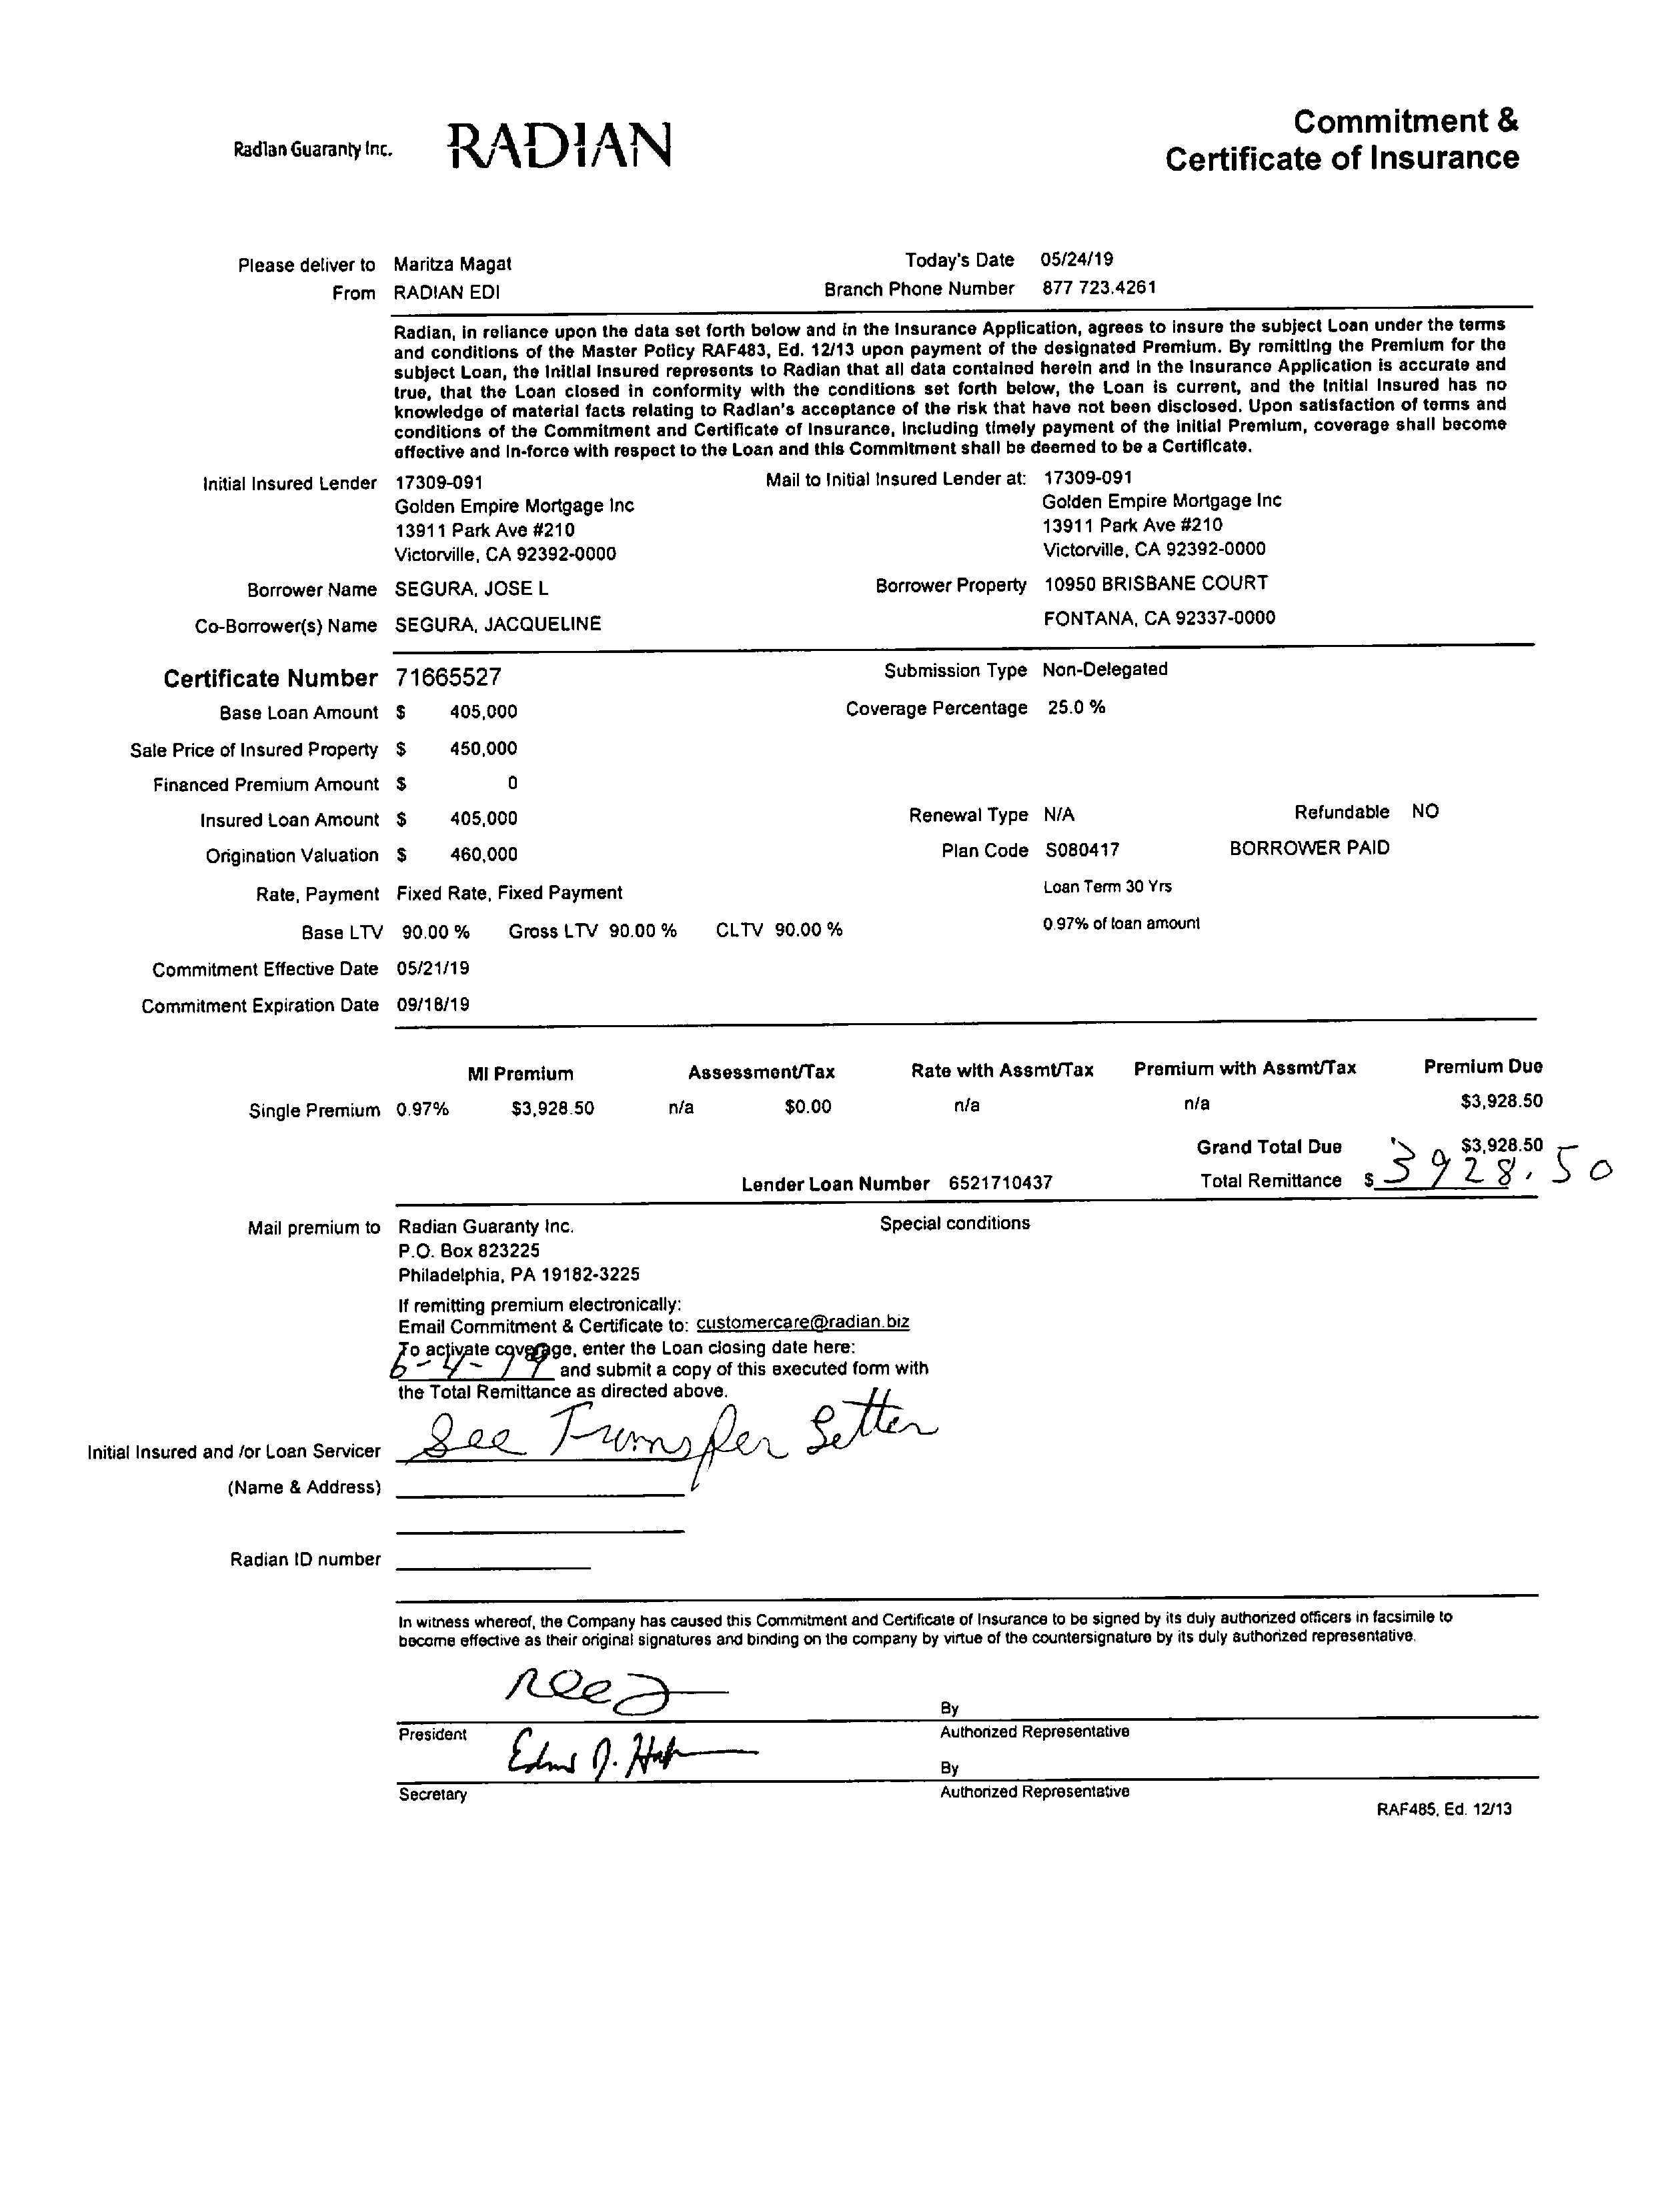 Radian Guaranty Inc. RADIAN
Commitment &
Certificate of Insurance
Please deliver to Maritza Magat Today's Date 05/24/19
From RADIAN EDI Branch Phone Number 877 723.4261
Radian, in reliance upon the data set forth below and in the Insurance Application, agrees to insure the subject Loan under the terms
and conditions of the Master Policy RAF483, Ed. 12/13 upon payment of the designated Premium. By remitting the Premium for the
subject Loan, the Initial Insured represents to Radian that all data contained herein and in the Insurance Application is accurate and
true, that the Loan closed in conformity with the conditions set forth below, the Loan is current, and the Initial Insured has no
knowledge of material facts relating to Radian's acceptance of the risk that have not been disclosed. Upon satisfaction of terms and
conditions of the Commitment and Certificate of Insurance, including timely payment of the initial Premium, coverage shall become
effective and In-force with respect to the Loan and this Commitment shall be deemed to be a Certificate.
Initial Insured Lender 17309-091 Mail to Initial Insured Lender at: 17309-091
Golden Empire Mortgage Inc Golden Empire Mortgage Inc
13911 Park Ave #210 13911 Park Ave #210
Victorville, CA 92392-0000 Victorville, CA 92392-0000
Borrower Name SEGURA, JOSE L Borrower Property 10950 BRISBANE COURT
Co-Borrower(s) Name SEGURA, JACQUELINE FONTANA, CA 92337-0000
Certificate Number 71665527 Submission Type Non-Delegated
Base Loan Amount $ 405,000 Coverage Percentage 25.0 %
Sale Price of Insured Property $ 450,000
Financed Premium Amount $ 0
Insured Loan Amount $ 405,000 Renewal Type N/A Refundable NO
Origination Valuation $ 460,000 Plan Code S080417 BORROWER PAID
Rate, Payment Fixed Rate, Fixed Payment Loan Term 30 Yrs
Base LTV 90.00 % Gross LTV 90.00 % CLTV 90.00 % 0.97% of loan amount
Commitment Effective Date 05/21/19
Commitment Expiration Date 09/18/19
MI Premium Assessment/Tax Rate with Assmt/Tax Premium with Assmt/Tax Premium Due
Single Premium 0.97% $3,928.50 n/a $0.00 n/a n/a $3,928.50
Grand Total Due $3,928.50
Lender Loan Number 6521710437 Total Remittance $ 3928.50
Mail premium to Radian Guaranty Inc. Special conditions
P.O. Box 823225
Philadelphia, PA 19182-3225
If remitting premium electronically:
Email Commitment & Certificate to: customercare@radian.biz
To activate coverage, enter the Loan closing date here:
6-4-19 and submit a copy of this executed form with
the Total Remittance as directed above.
Initial Insured and /or Loan Servicer See Transfer Letter
(Name & Address)
Radian ID number
In witness whereof, the Company has caused this Commitment and Certificate of Insurance to be signed by its duly authorized officers in facsimile to
become effective as their original signatures and binding on the company by virtue of the countersignature by its duly authorized representative.
By
President Authorized Representative
By
Secretary Authorized Representative
RAF485, Ed. 12/13